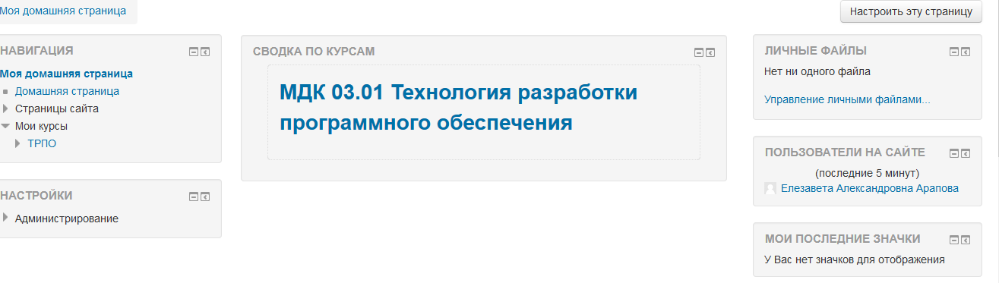 Моя домашняя страница
Настроить эту страницу
НАВИГАЦИЯ
Моя домашняя страница
Домашняя страница
Страницы сайта
Мои курсы
ТРПО
НАСТРОЙКИ
Администрирование
СВОДКА ПО КУРСАМ
МДК 03.01 Технология разработки
программного обеспечения
ЛИЧНЫЕ ФАЙЛЫ
Нет ни одного файла
Управление личными файлами...
ПОЛЬЗОВАТЕЛИ НА САЙТЕ
(последние 5 минут)
Елезавета Александровна Арапова
МОИ ПОСЛЕДНИЕ ЗНАЧКИ
У Вас нет значков для отображения